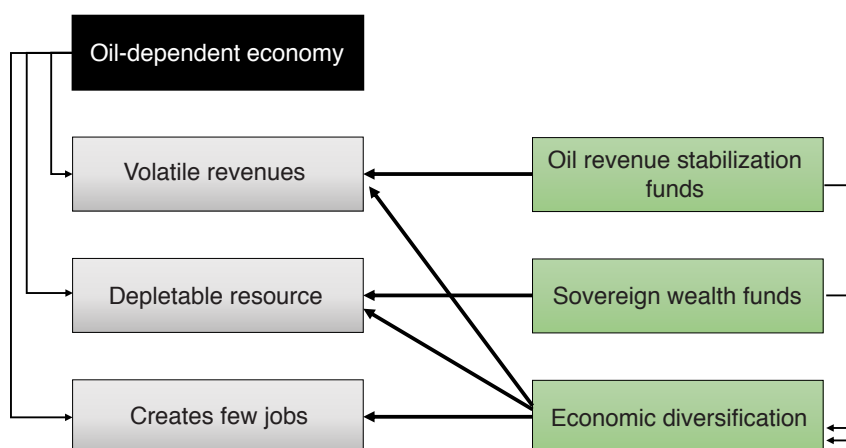 Oil-dependent economy
Volatile revenues
Oil revenue stabilization
funds
Depletable resource
Sovereign wealth funds
Creates few jobs
Economic diversification